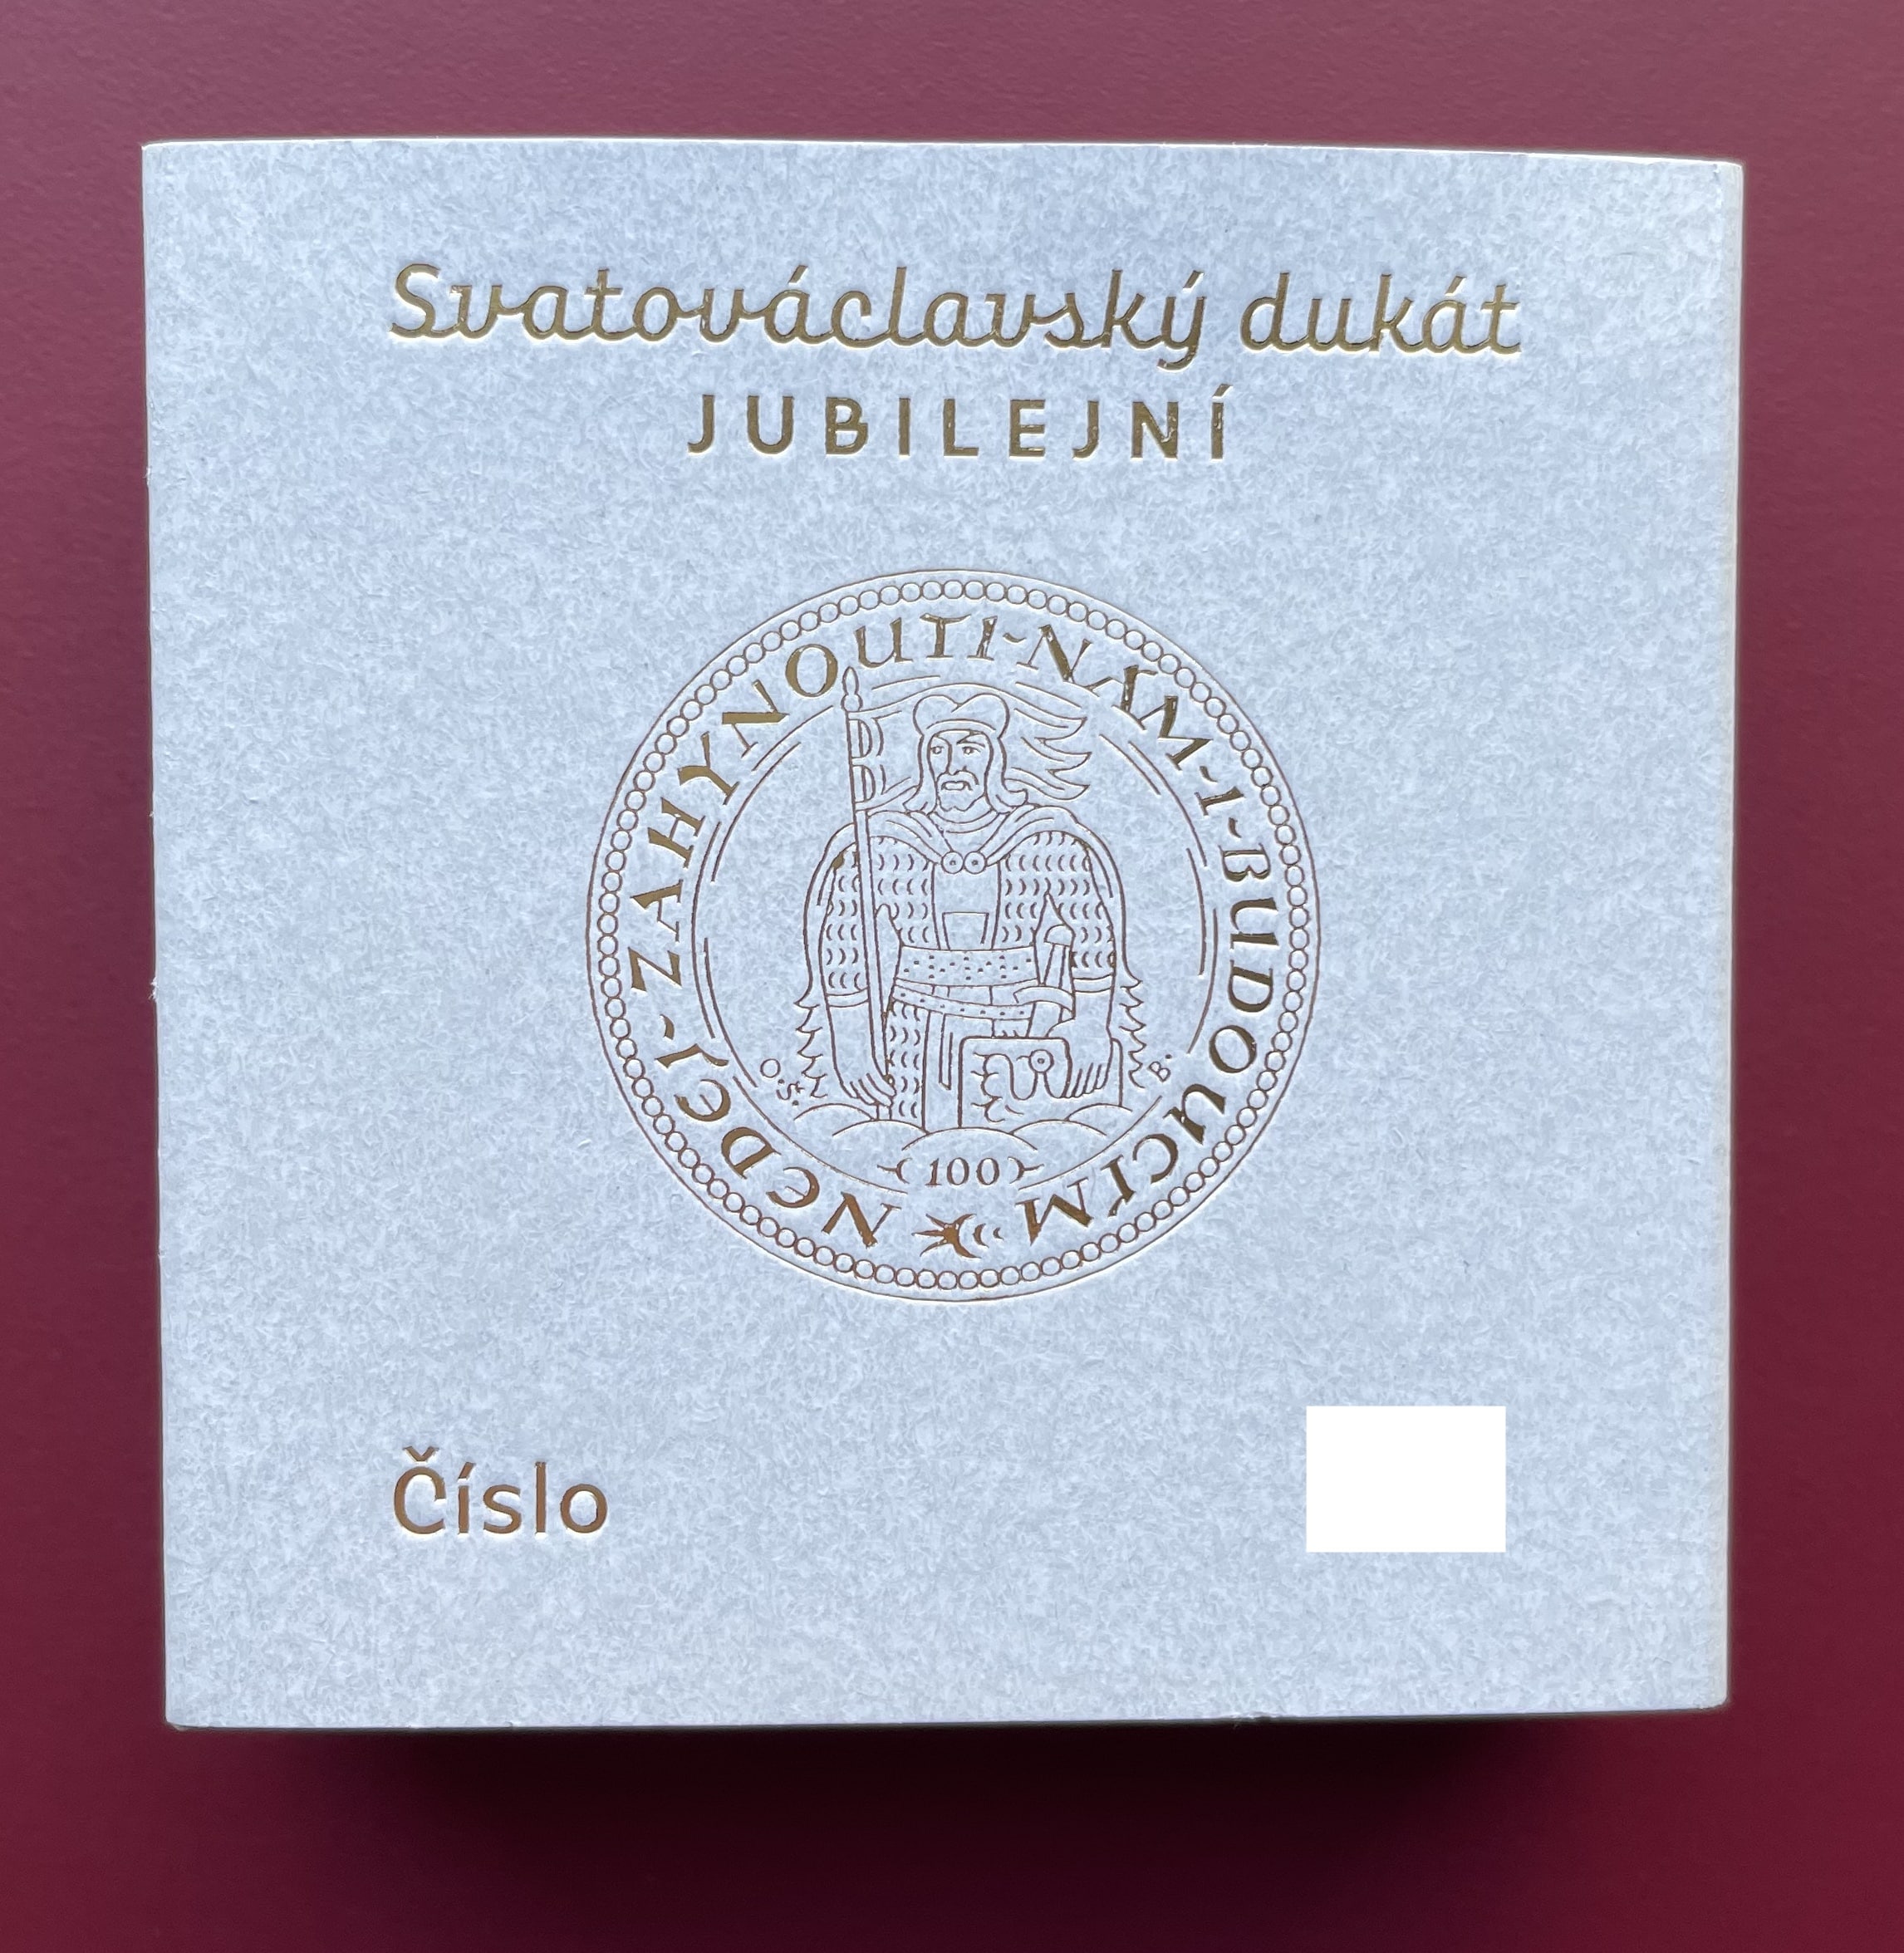 Svatováclavský dukát
JUBILEJNÍ
NEDEJ-ZAHYNOUTI-NÁM-I-BUDOUCÍM
O.Š.
B.
100
Číslo